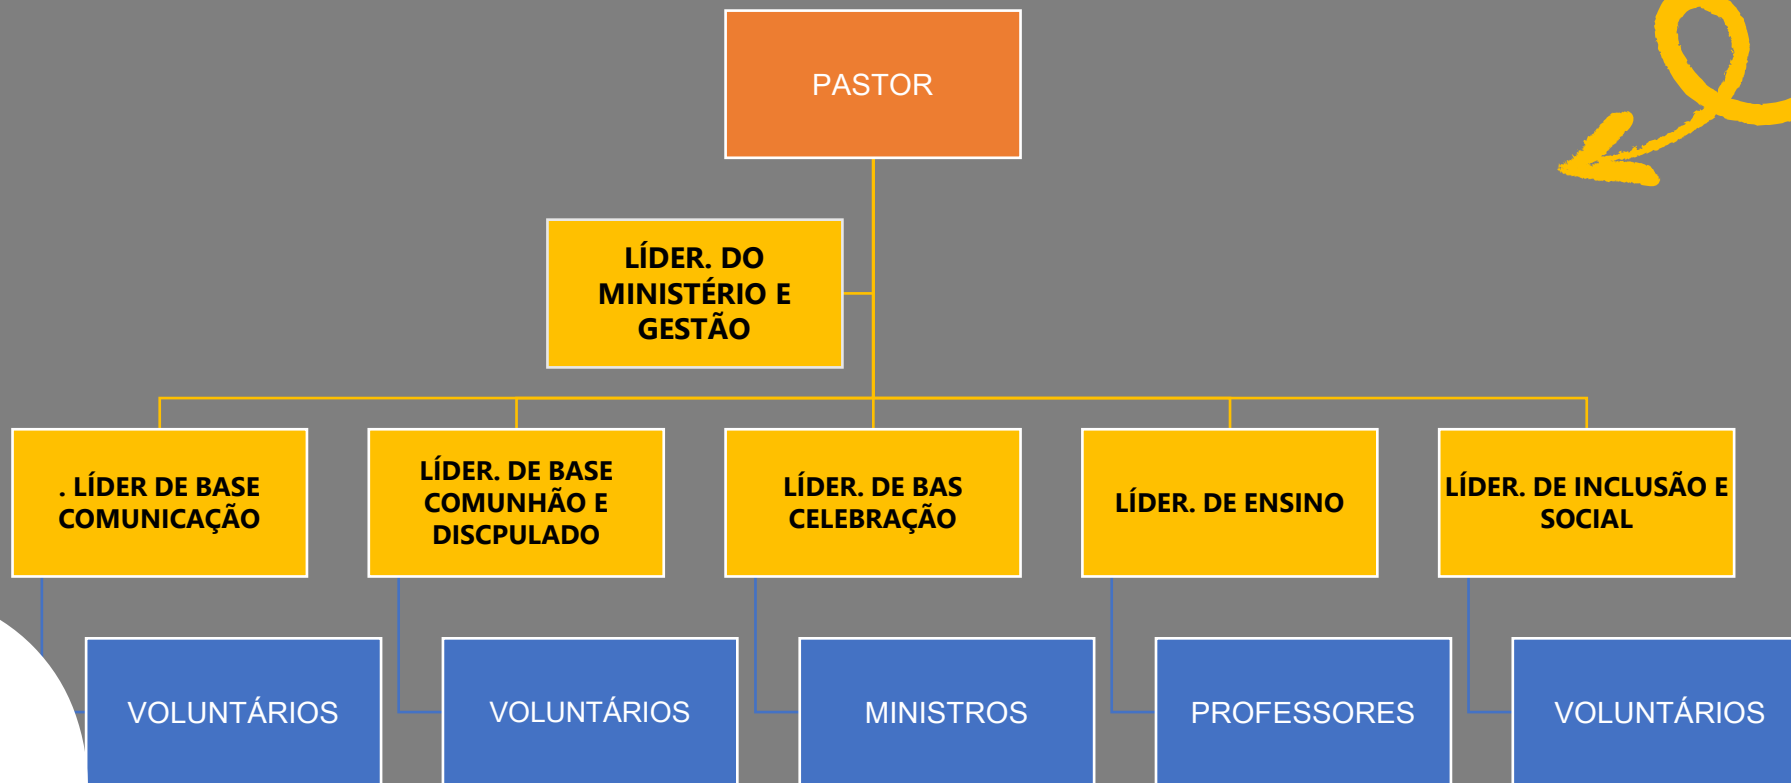 PASTOR
LÍDER. DO
MINISTÉRIO E
GESTÃO
. LÍDER DE BASE
COMUNICAÇÃO
LÍDER. DE BASE
COMUNHÃO E
DISCPULADO
LÍDER. DE BAS
CELEBRAÇÃO
LÍDER. DE ENSINO
LÍDER. DE INCLUSÃO E
SOCIAL
VOLUNTÁRIOS
VOLUNTÁRIOS
MINISTROS
PROFESSORES
VOLUNTÁRIOS